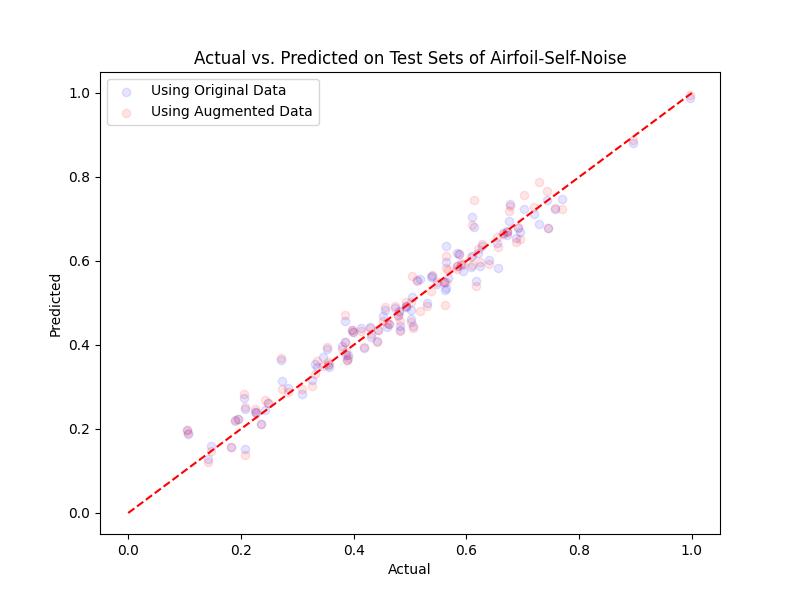 Actual vs. Predicted on Test Sets of Airfoil-Self-Noise
Using Original Data
Using Augmented Data
1.0
0.8
0.6
0.4
0.2
0.0
Predicted
0.0 0.2 0.4 0.6 0.8 1.0
Actual